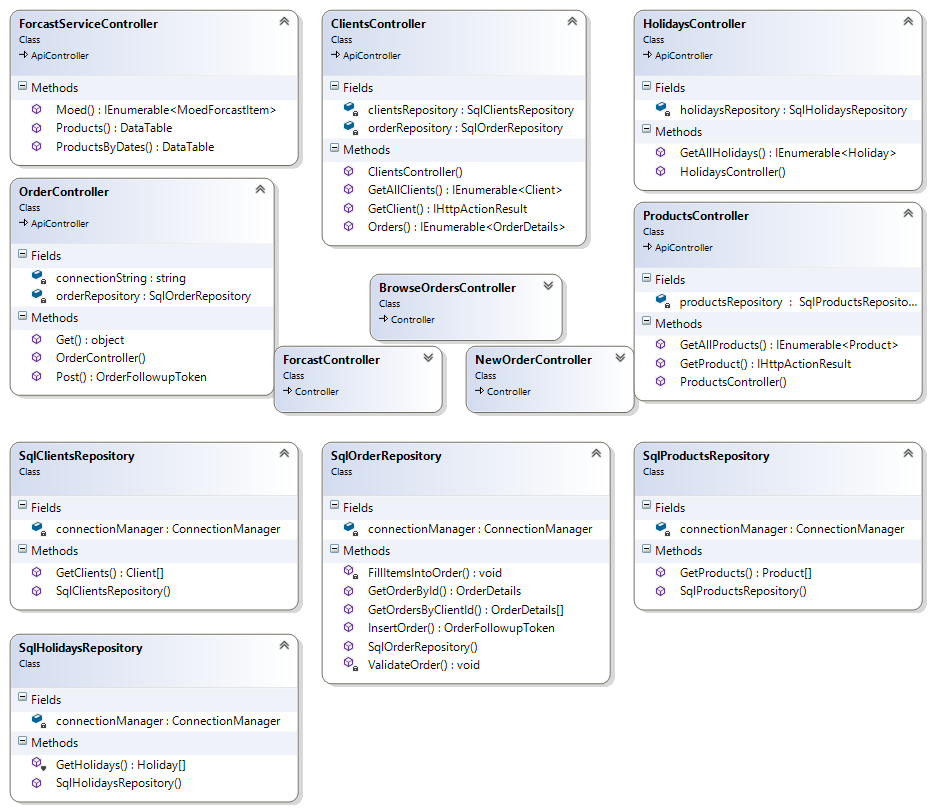 ForcastServiceController
Class
ApiController
Methods
Moed() : IEnumerable<MoedForcastItem>
Products() : DataTable
ProductsByDates() : DataTable
ClientsController
Class
ApiController
Fields
clientsRepository : SqlClientsRepository
orderRepository : SqlOrderRepository
Methods
ClientsController()
GetAllClients() : IEnumerable<Client>
GetClient() : IHttpActionResult
Orders() : IEnumerable<OrderDetails>
HolidaysController
Class
ApiController
Fields
holidaysRepository : SqlHolidaysRepository
Methods
GetAllHolidays() : IEnumerable<Holiday>
HolidaysController()
OrderController
Class
ApiController
Fields
connectionString : string
orderRepository : SqlOrderRepository
Methods
Get() : object
OrderController()
Post() : OrderFollowupToken
BrowseOrdersController
Class
Controller
ForcastController
Class
Controller
NewOrderController
Class
Controller
ProductsController
Class
ApiController
Fields
productsRepository : SqlProductsReposito...
Methods
GetAllProducts() : IEnumerable<Product>
GetProduct() : IHttpActionResult
ProductsController()
SqlClientsRepository
Class
Fields
connectionManager : ConnectionManager
Methods
GetClients() : Client[]
SqlClientsRepository()
SqlOrderRepository
Class
Fields
connectionManager : ConnectionManager
Methods
FillItemsIntoOrder() : void
GetOrderById() : OrderDetails
GetOrdersByClientId() : OrderDetails[]
InsertOrder() : OrderFollowupToken
SqlOrderRepository()
ValidateOrder() : void
SqlProductsRepository
Class
Fields
connectionManager : ConnectionManager
Methods
GetProducts() : Product[]
SqlProductsRepository()
SqlHolidaysRepository
Class
Fields
connectionManager : ConnectionManager
Methods
GetHolidays() : Holiday[]
SqlHolidaysRepository()